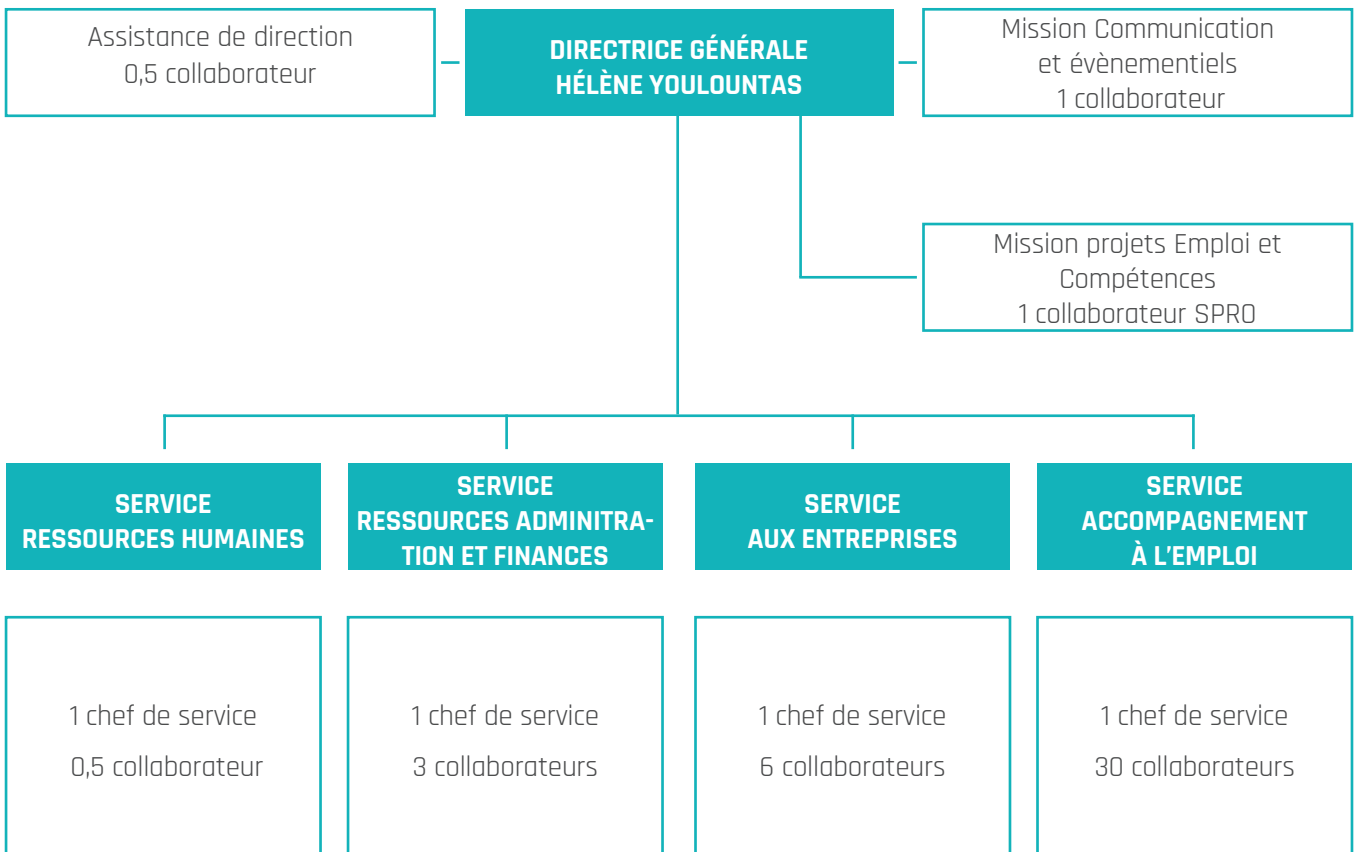 Assistance de direction
0,5 collaborateur
DIRECTRICE GÉNÉRALE
HÉLÈNE YOULOUNTAS
Mission Communication
et évènementiels
1 collaborateur
Mission projets Emploi et
Compétences
1 collaborateur SPRO
SERVICE
RESSOURCES HUMAINES
SERVICE
RESSOURCES ADMINITRA-
TION ET FINANCES
SERVICE
AUX ENTREPRISES
SERVICE
ACCOMPAGNEMENT
À L’EMPLOI
1 chef de service
0,5 collaborateur
1 chef de service
3 collaborateurs
1 chef de service
6 collaborateurs
1 chef de service
30 collaborateurs